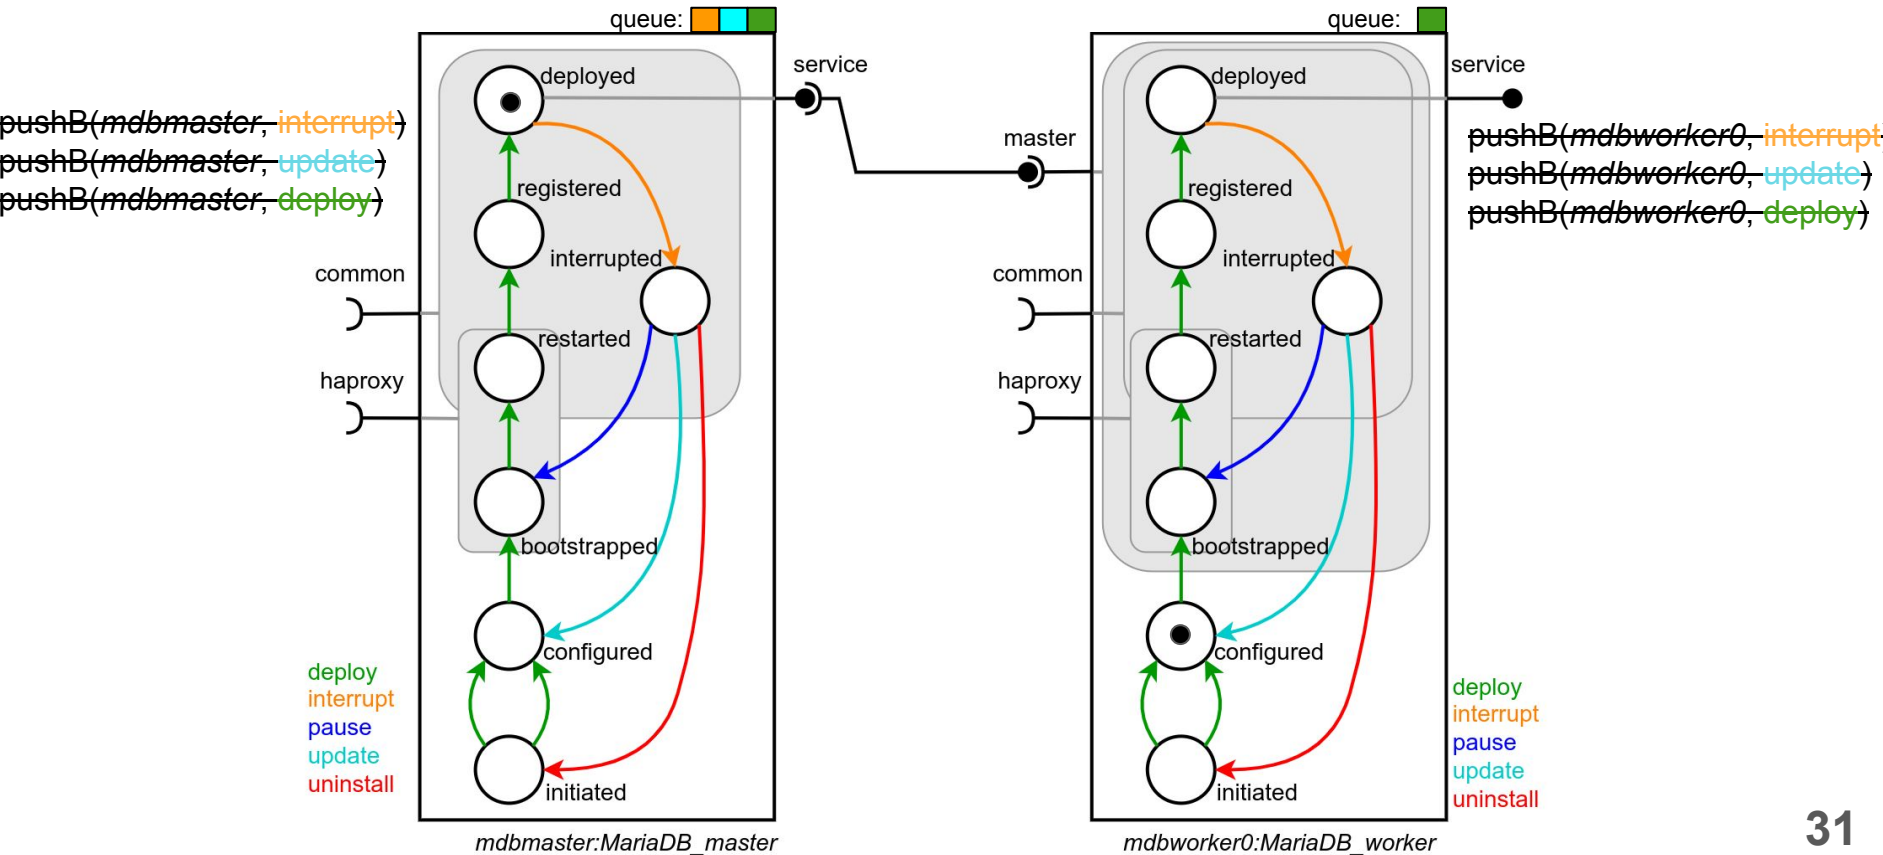 queue:
queue:
deployed
service
deployed
service
pushB(mdbmaster, interrupt)
pushB(mdbmaster, update)
pushB(mdbmaster, deploy)
master
pushB(mdbworker0, interrupt
pushB(mdbworker0, update)
pushB(mdbworker0, deploy)
registered
registered
interrupted
interrupted
common
common
restarted
restarted
haproxy
haproxy
bootstrapped
bootstrapped
configured
configured
deploy
interrupt
pause
update
uninstall
deploy
interrupt
pause
update
uninstall
initiated
initiated
mdbmaster:MariaDB_master
mdbworker0:MariaDB_worker
31